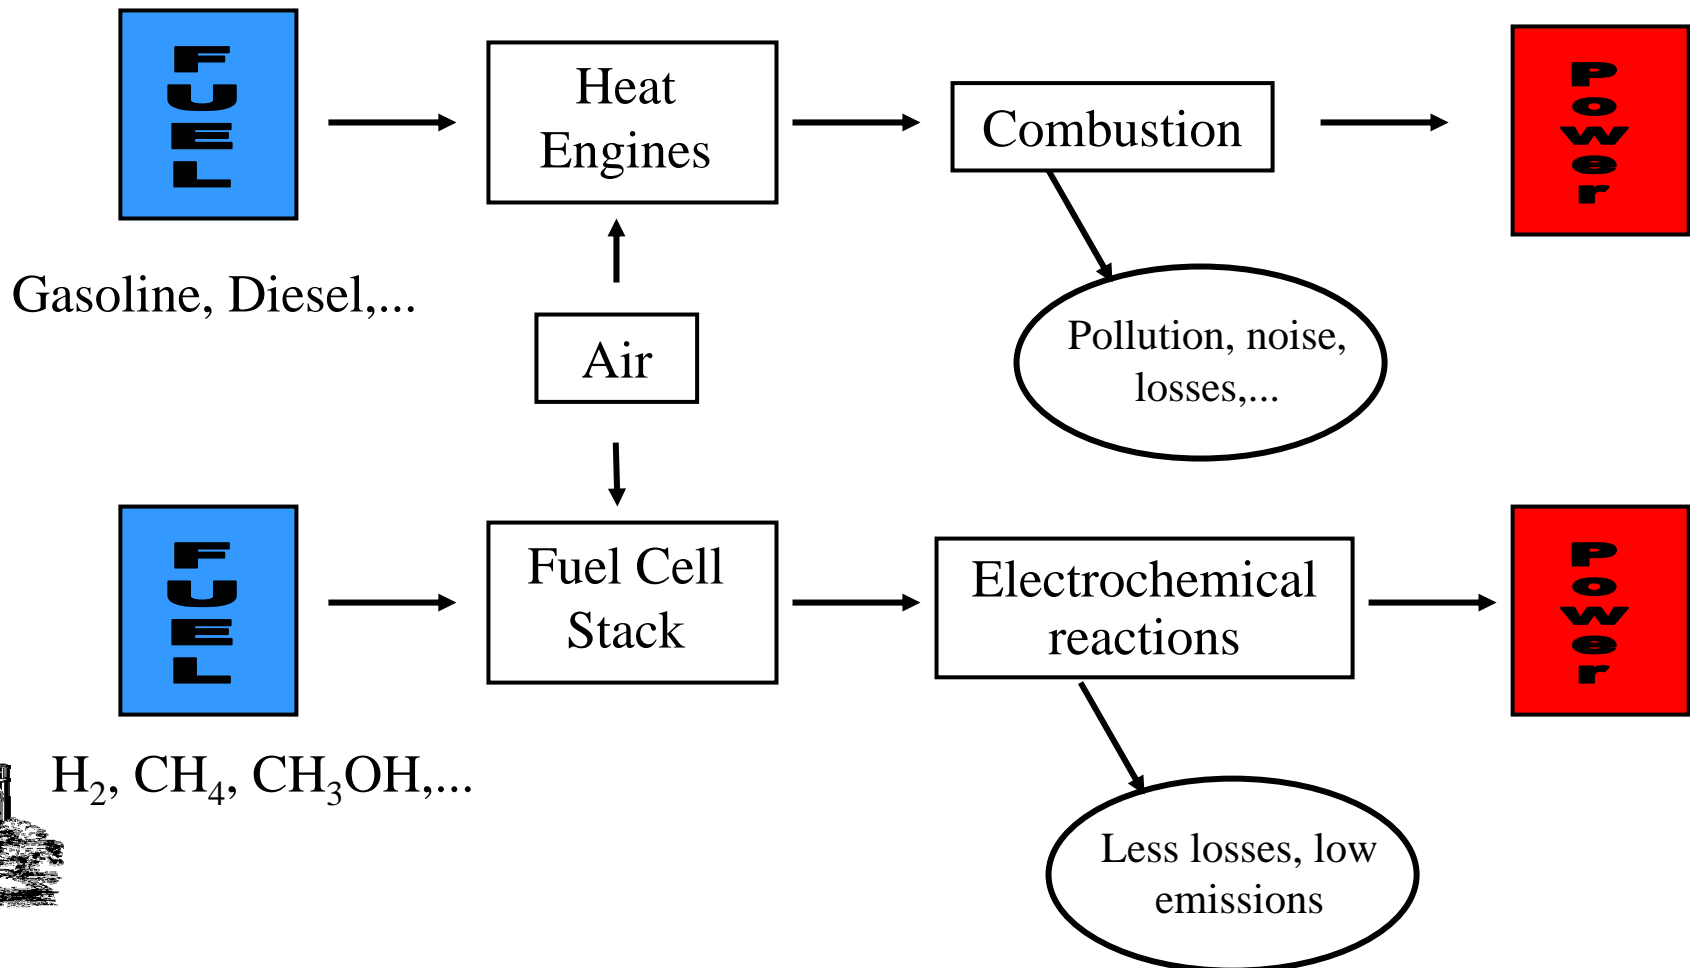 FUEL
Heat
Engines
Combustion
Power
Gasoline, Diesel,...
Air
Pollution, noise,
losses,...
FUEL
Fuel Cell
Stack
Electrochemical
reactions
Power
H₂, CH₄, CH₃OH,...
Less losses, low
emissions